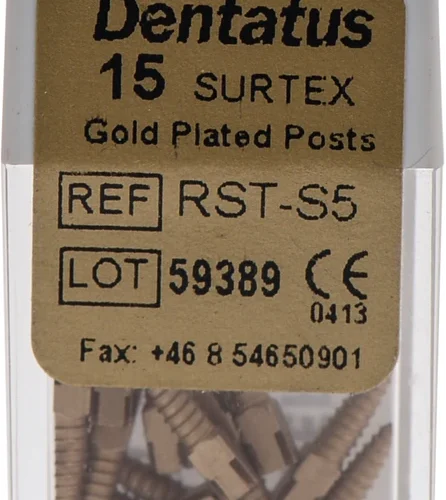 Dentatus
15 SURTEX
Gold Plated Posts
REF RST-S5
LOT 59389 CE
0413
Fax: +46 8 54650901